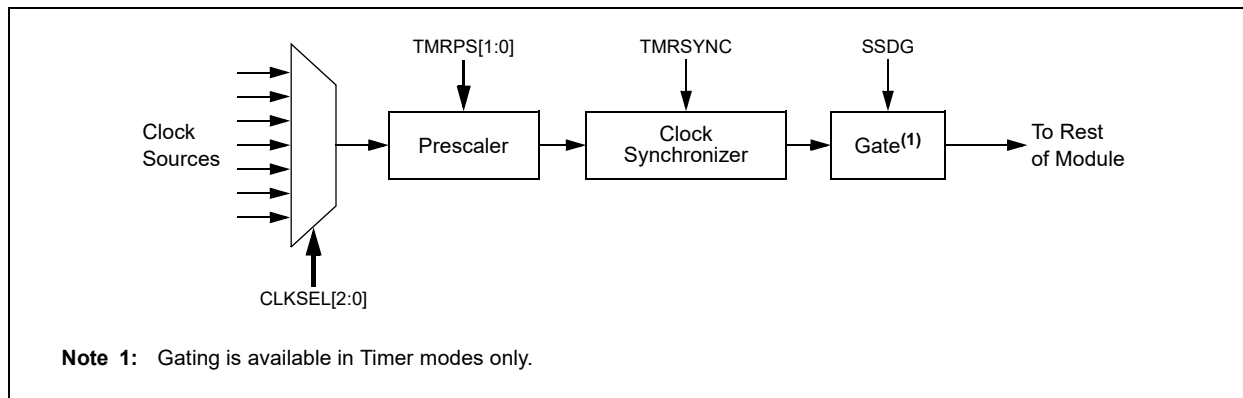 TMRPS[1:0]
TMRSYNC
SSDG
Clock
Sources
Prescaler
Clock
Synchronizer
Gate(1)
To Rest
of Module
CLKSEL[2:0]
Note 1: Gating is available in Timer modes only.